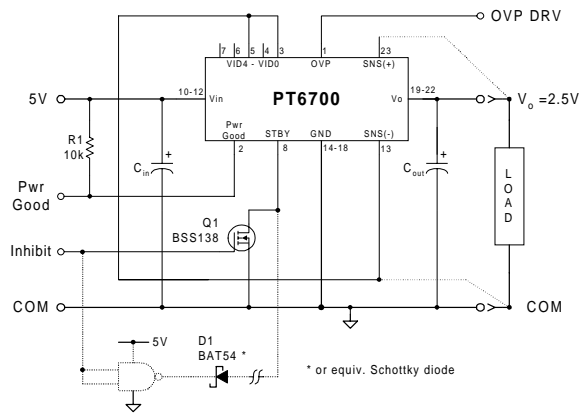 OVP DRV
7 6 5 4 3 1 23
VID4 - VID0 OVP SNS(+)
5V 10-12 Vin PT6700 Vo 19-22 Vo =2.5V
R1
10k
Pwr
Good STBY GND SNS(-)
2 8 14-18 13
Cin + Cout +
LOAD
Pwr
Good
Q1
BSS138
Inhibit
COM COM
5V
D1
BAT54 *
* or equiv. Schottky diode